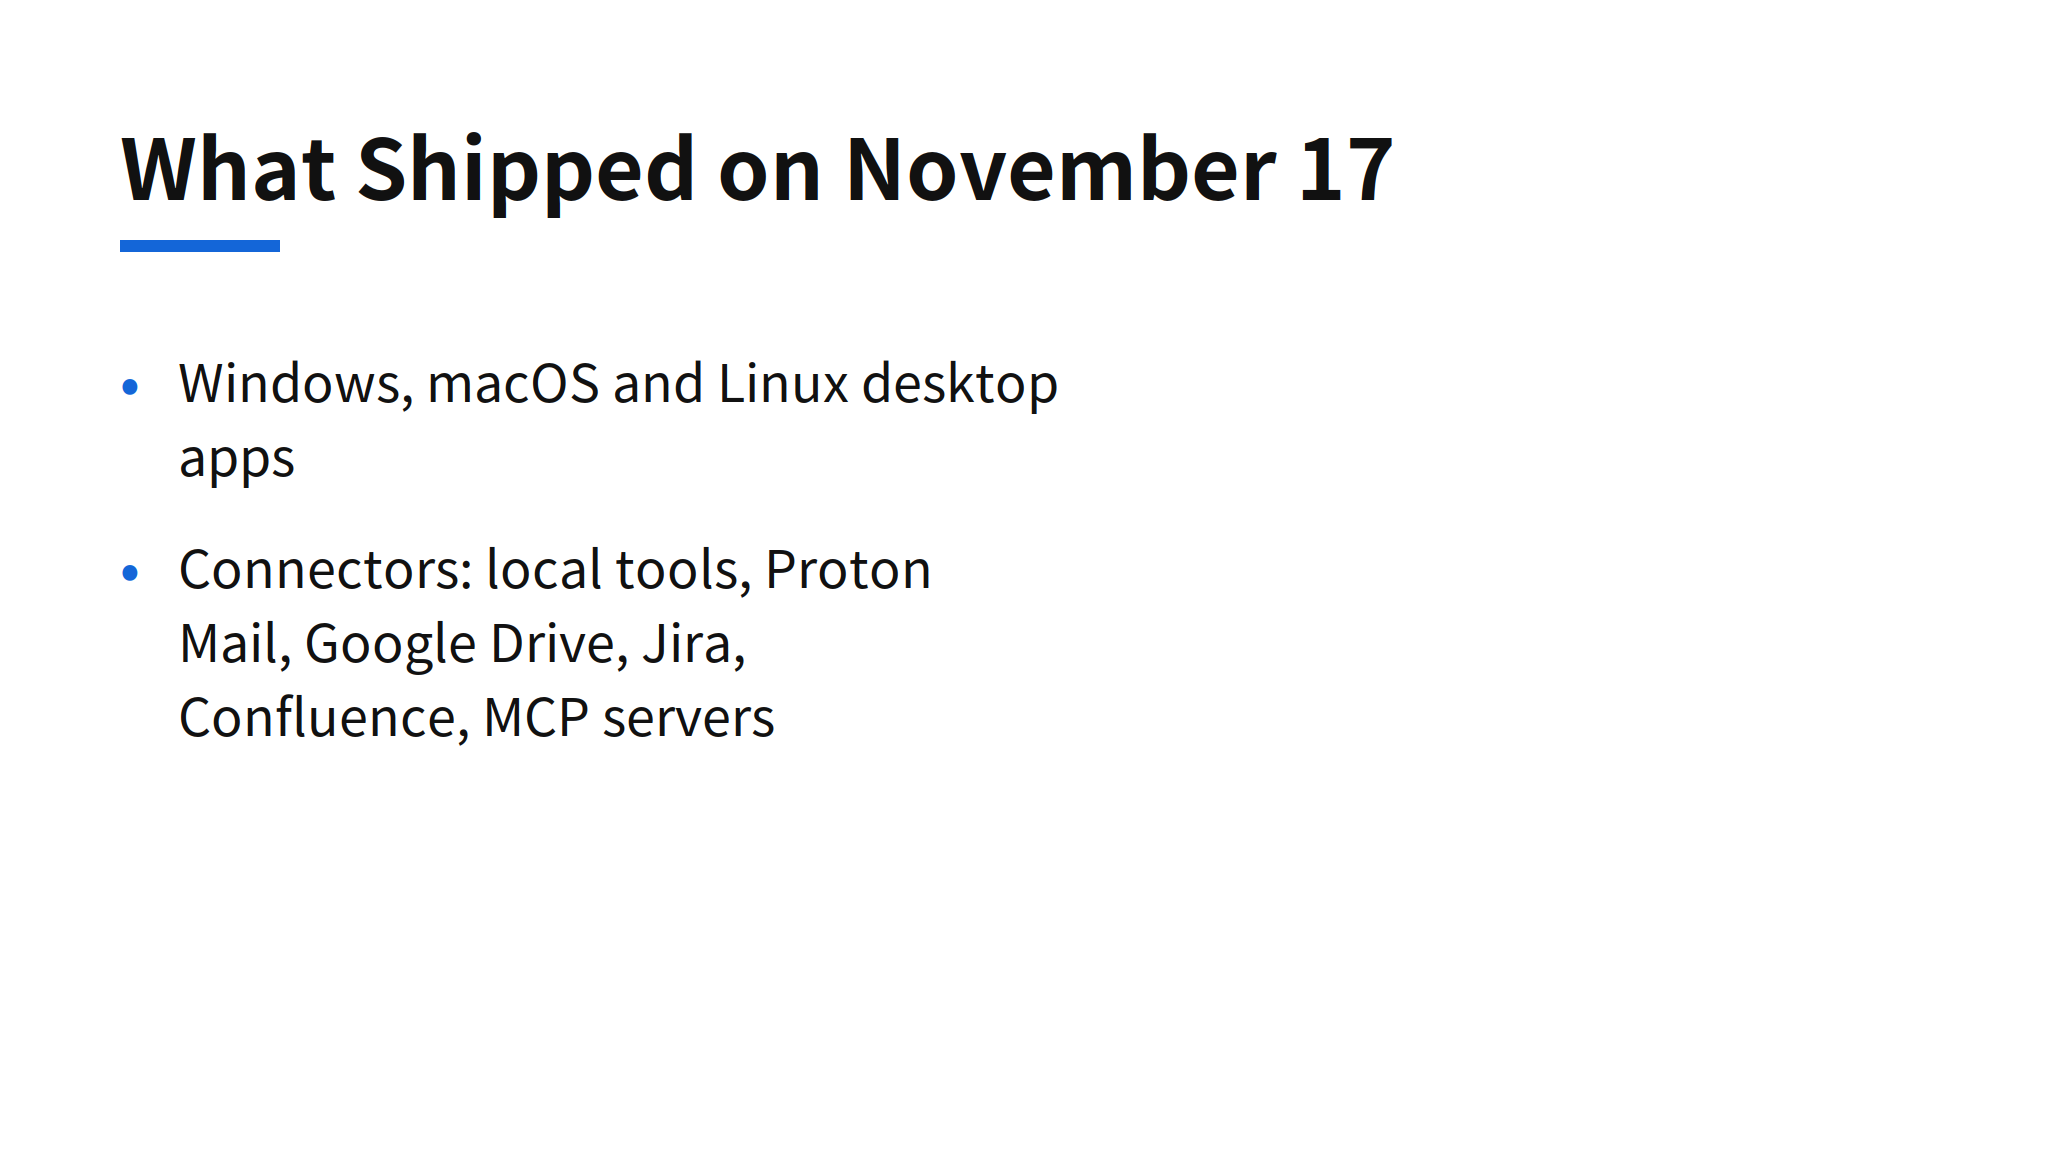 What Shipped on November 17
• Windows, macOS and Linux desktop
apps
• Connectors: local tools, Proton
Mail, Google Drive, Jira,
Confluence, MCP servers